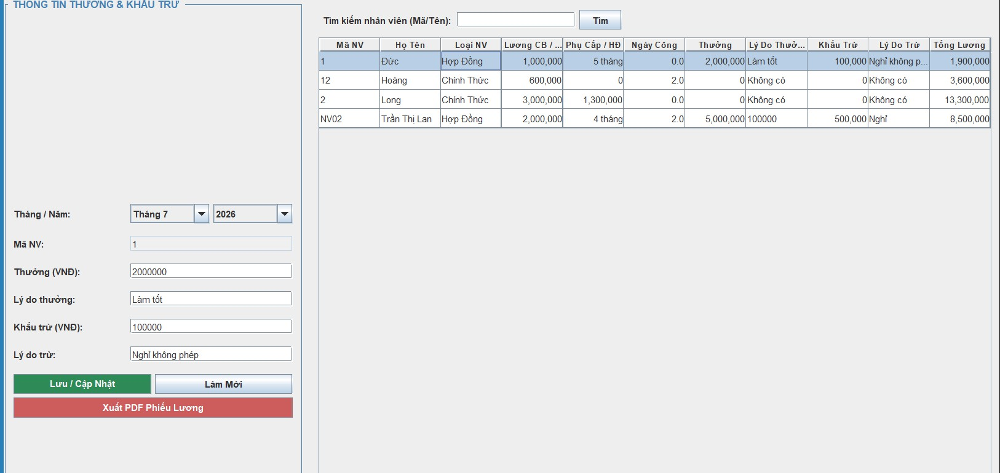 THÔNG TIN THƯỞNG & KHẤU TRỪ
Tháng / Năm: Tháng 7 2026
Mã NV: 1
Thưởng (VNĐ): 2000000
Lý do thưởng: Làm tốt
Khấu trừ (VNĐ): 100000
Lý do trừ: Nghỉ không phép
Lưu / Cập Nhật Làm Mới
Xuất PDF Phiếu Lương
Tìm kiếm nhân viên (Mã/Tên): Tìm
Mã NV Họ Tên Loại NV Lương CB / ... Phụ Cấp / HĐ Ngày Công Thưởng Lý Do Thưở... Khấu Trừ Lý Do Trừ Tổng Lương
1 Đức Hợp Đồng 1,000,000 5 tháng 0.0 2,000,000 Làm tốt 100,000 Nghỉ không p... 1,900,000
12 Hoàng Chính Thức 600,000 0 2.0 0 Không có 0 Không có 3,600,000
2 Long Chính Thức 3,000,000 1,300,000 0.0 0 Không có 0 Không có 13,300,000
NV02 Trần Thị Lan Hợp Đồng 2,000,000 4 tháng 2.0 5,000,000 100000 500,000 Nghỉ 8,500,000